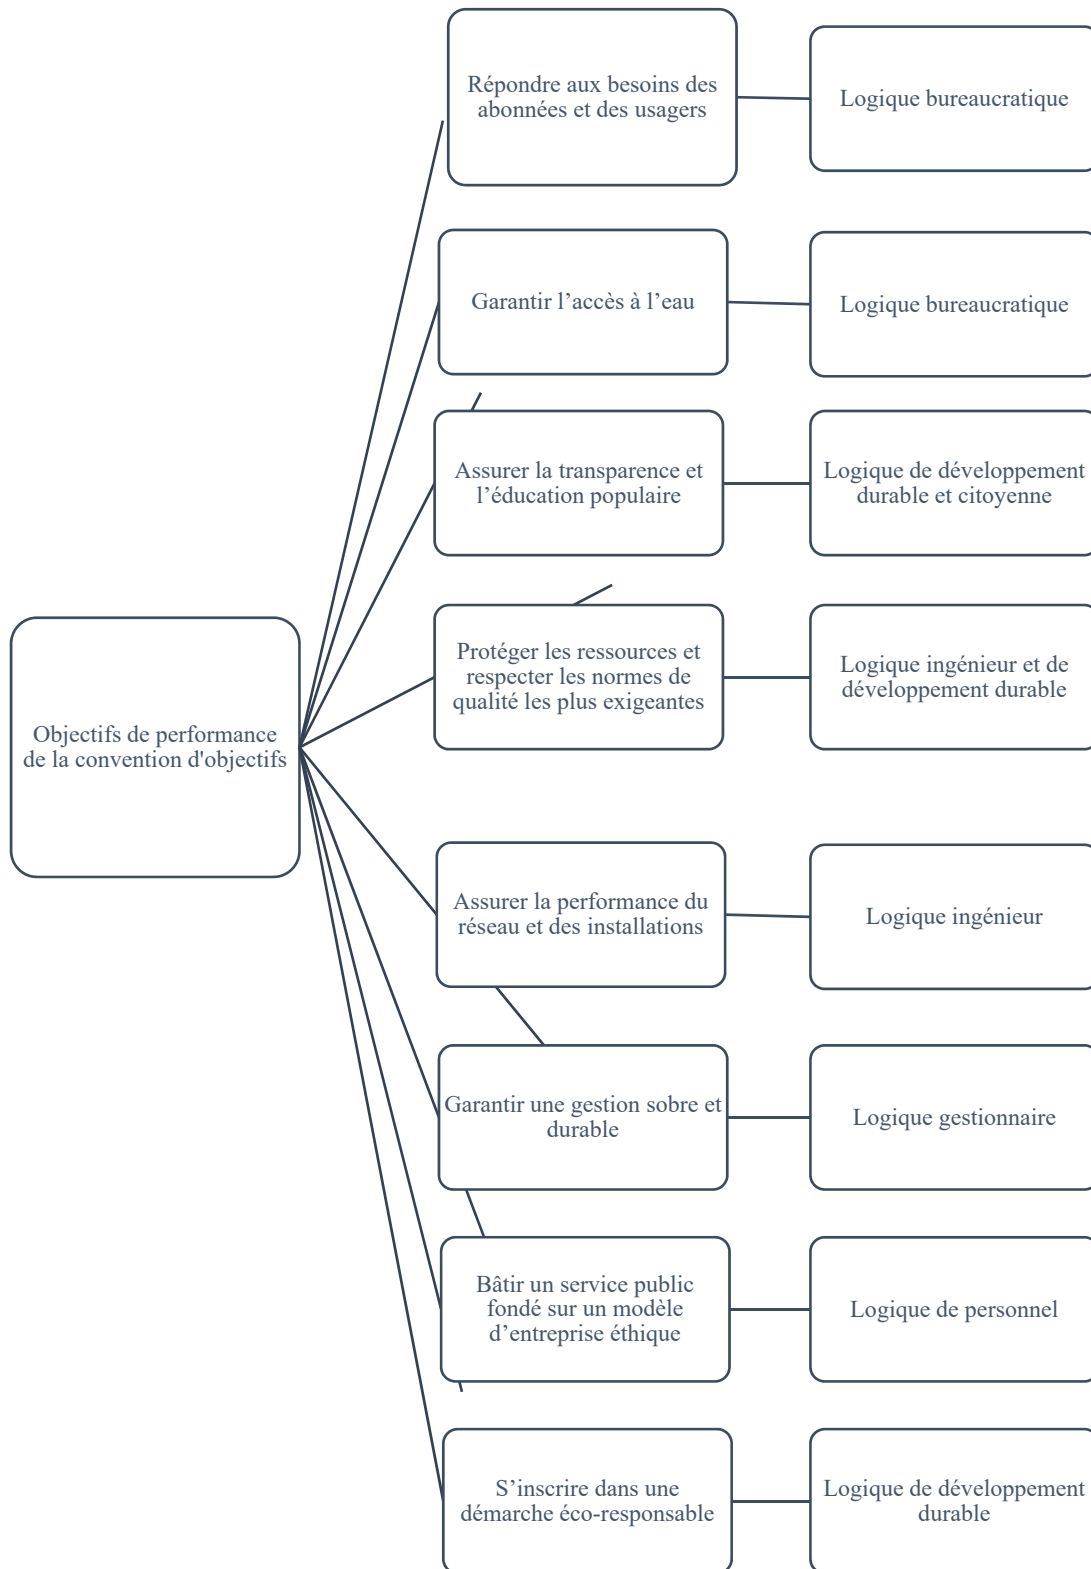 Répondre aux besoins des
abonnées et des usagers
Logique bureaucratique
Garantir l’accès à l’eau
Logique bureaucratique
Assurer la transparence et
l’éducation populaire
Logique de développement
durable et citoyenne
Protéger les ressources et
respecter les normes de
qualité les plus exigeantes
Logique ingénieur et de
développement durable
Objectifs de performance
de la convention d'objectifs
Assurer la performance du
réseau et des installations
Logique ingénieur
Garantir une gestion sobre et
durable
Logique gestionnaire
Bâtir un service public
fondé sur un modèle
d’entreprise éthique
Logique de personnel
S’inscrire dans une
démarche éco-responsable
Logique de développement
durable